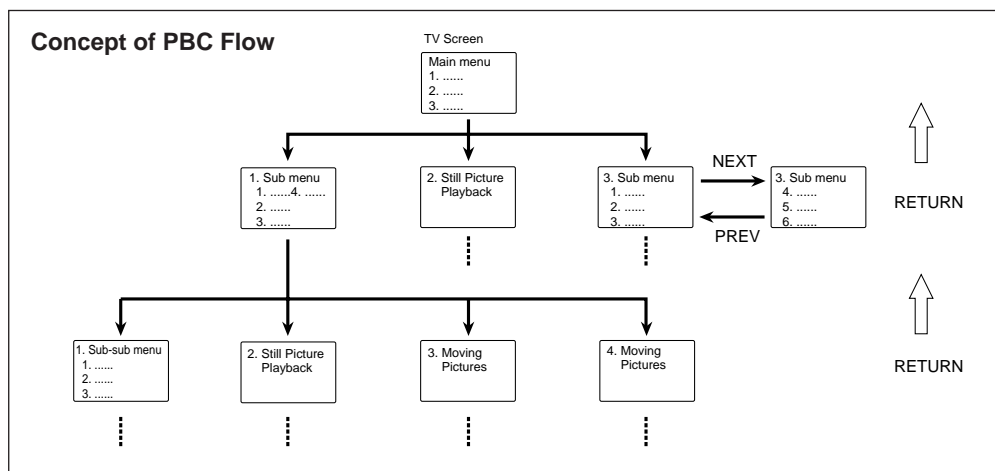 Concept of PBC Flow
TV Screen
Main menu
1. ......
2. ......
3. ......
1. Sub menu
1. ......4. ......
2. ......
3. ......
2. Still Picture
Playback
3. Sub menu
1. ......
2. ......
3. ......
NEXT
PREV
3. Sub menu
4. ......
5. ......
6. ......
RETURN
1. Sub-sub menu
1. ......
2. ......
3. ......
2. Still Picture
Playback
3. Moving
Pictures
4. Moving
Pictures
RETURN